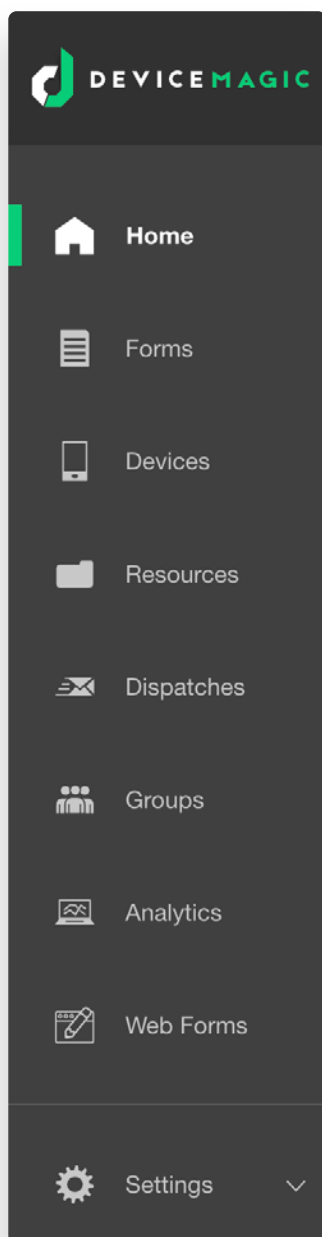 DEVICEMAGIC
Home
Forms
Devices
Resources
Dispatches
Groups
Analytics
Web Forms
Settings